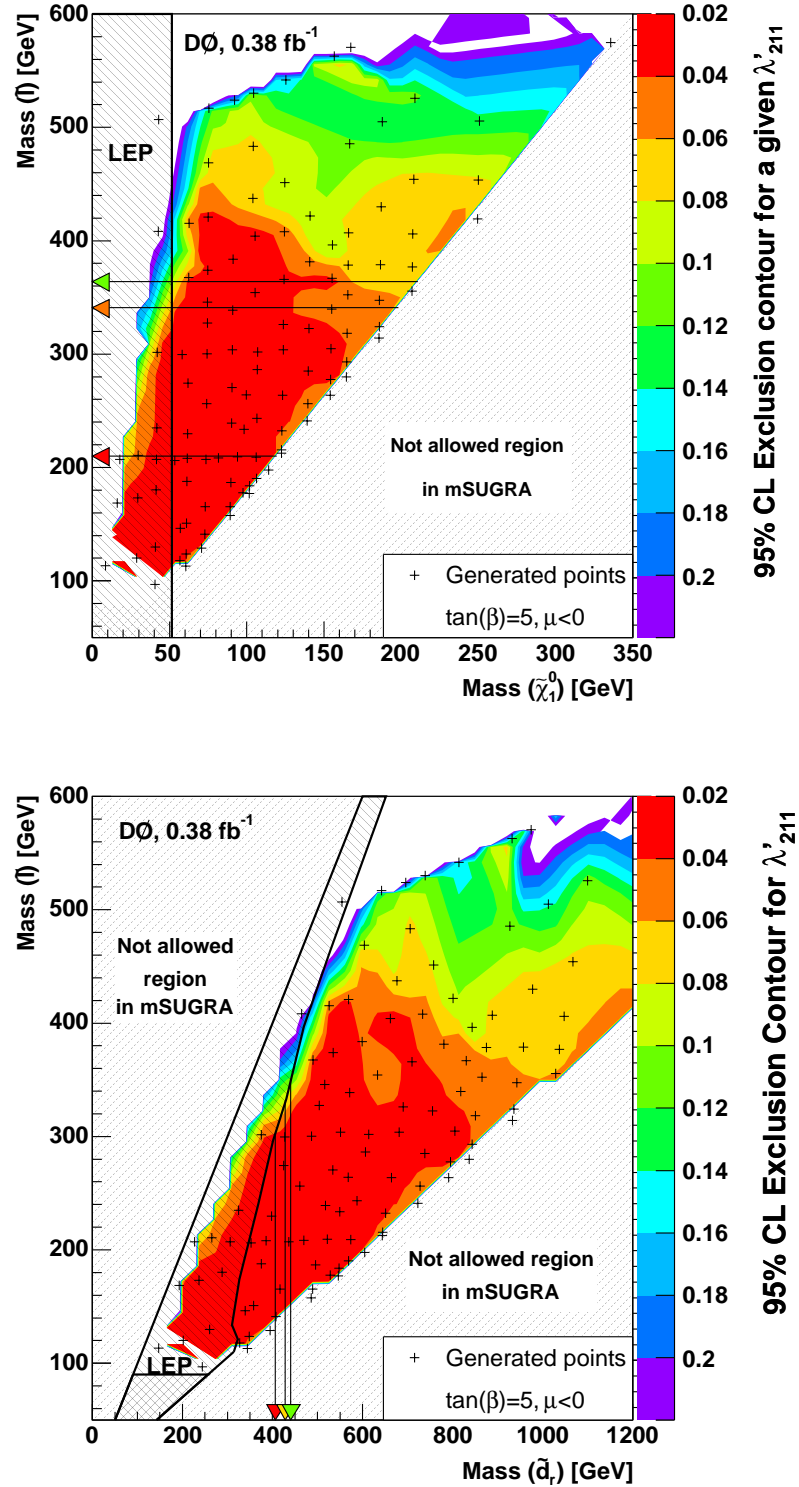 600
500
400
300
200
100
0 50 100 150 200 250 300 350
Mass (l̃) [GeV]
Mass (χ̃₁⁰) [GeV]
DØ, 0.38 fb⁻¹
LEP
Not allowed region
in mSUGRA
+ Generated points
tan(β)=5, μ<0
0.02
0.04
0.06
0.08
0.1
0.12
0.14
0.16
0.18
0.2
95% CL Exclusion contour for a given λ'₂₁₁
600
500
400
300
200
100
0 200 400 600 800 1000 1200
Mass (l̃) [GeV]
Mass (d̃ᵣ) [GeV]
DØ, 0.38 fb⁻¹
Not allowed
region
in mSUGRA
Not allowed region
in mSUGRA
LEP
+ Generated points
tan(β)=5, μ<0
0.02
0.04
0.06
0.08
0.1
0.12
0.14
0.16
0.18
0.2
95% CL Exclusion Contour for λ'₂₁₁